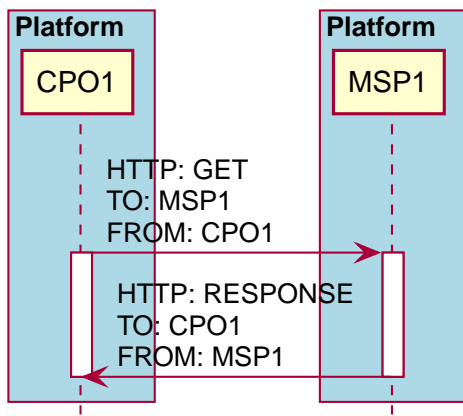 Platform
Platform
CPO1
MSP1
HTTP: GET
TO: MSP1
FROM: CPO1
HTTP: RESPONSE
TO: CPO1
FROM: MSP1